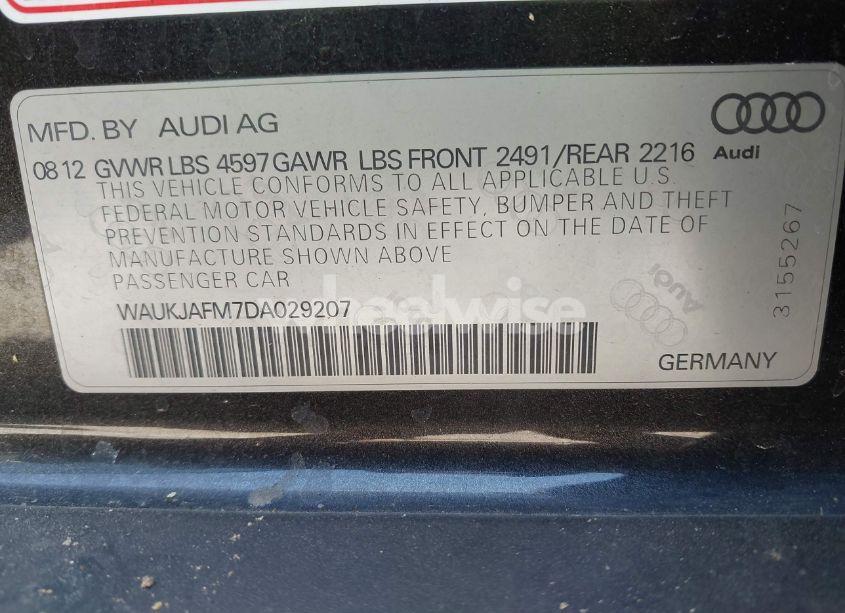 MFD. BY AUDI AG
Audi
08 12 GVWR LBS 4597 GAWR LBS FRONT 2491/REAR 2216
THIS VEHICLE CONFORMS TO ALL APPLICABLE U.S.
FEDERAL MOTOR VEHICLE SAFETY, BUMPER AND THEFT
PREVENTION STANDARDS IN EFFECT ON THE DATE OF
MANUFACTURE SHOWN ABOVE
PASSENGER CAR
WAUKJAFM7DA029207
wheelwise
Audi
3155267
GERMANY